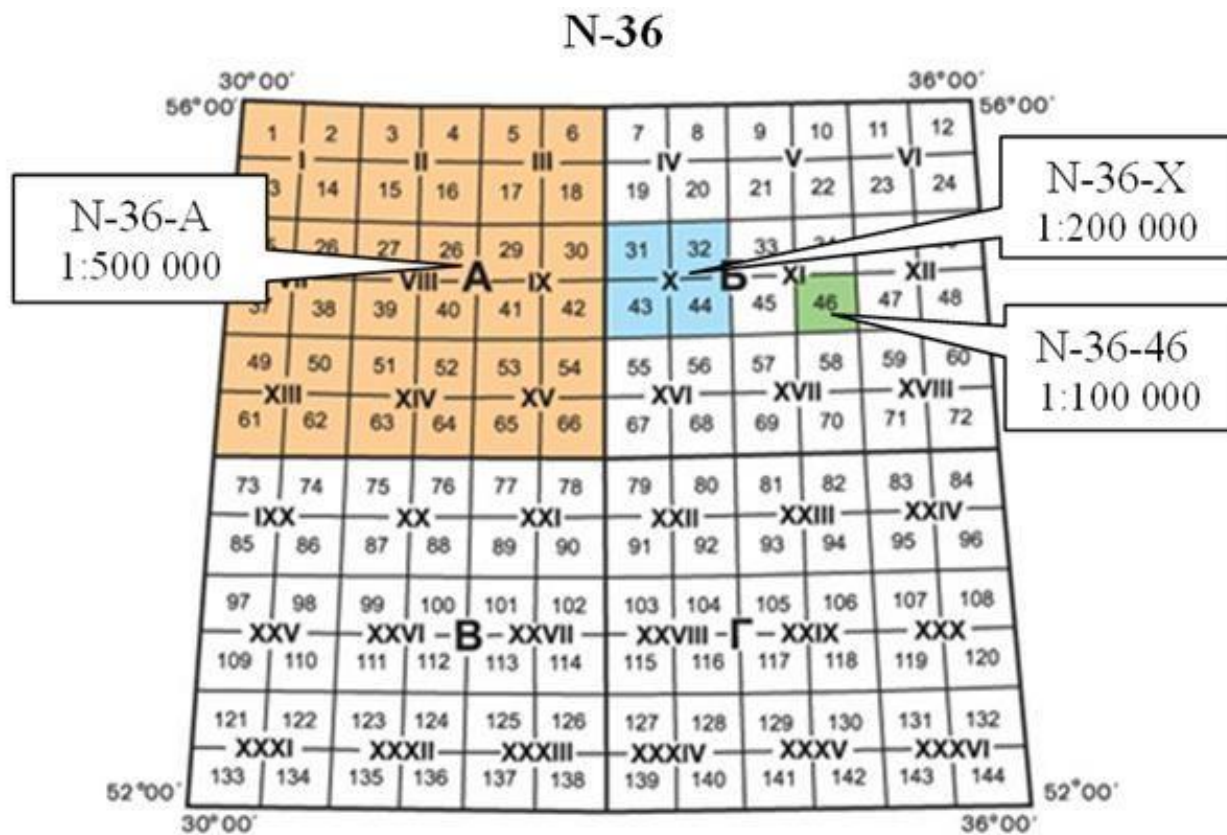 N-36
30°00′ 36°00′
56°00′ 56°00′
1 2 3 4 5 6 7 8 9 10 11 12
I II III IV V VI
14 15 16 17 18 19 20 21 22 23 24
N-36-A
1:500 000
N-36-X
1:200 000
26 27 26 29 30 31 32 33
VIII А IX X Б XI XII
38 39 40 41 42 43 44 45 46 47 48
N-36-46
1:100 000
49 50 51 52 53 54 55 56 57 58 59 60
XIII XIV XV XVI XVII XVIII
61 62 63 64 65 66 67 68 69 70 71 72
73 74 75 76 77 78 79 80 81 82 83 84
IXX XX XXI XXII XXIII XXIV
85 86 87 88 89 90 91 92 93 94 95 96
97 98 99 100 101 102 103 104 105 106 107 108
XXV XXVI В XXVII XXVIII Г XXIX XXX
109 110 111 112 113 114 115 116 117 118 119 120
121 122 123 124 125 126 127 128 129 130 131 132
XXXI XXXII XXXIII XXXIV XXXV XXXVI
133 134 135 136 137 138 139 140 141 142 143 144
52°00′ 52°00′
30°00′ 36°00′